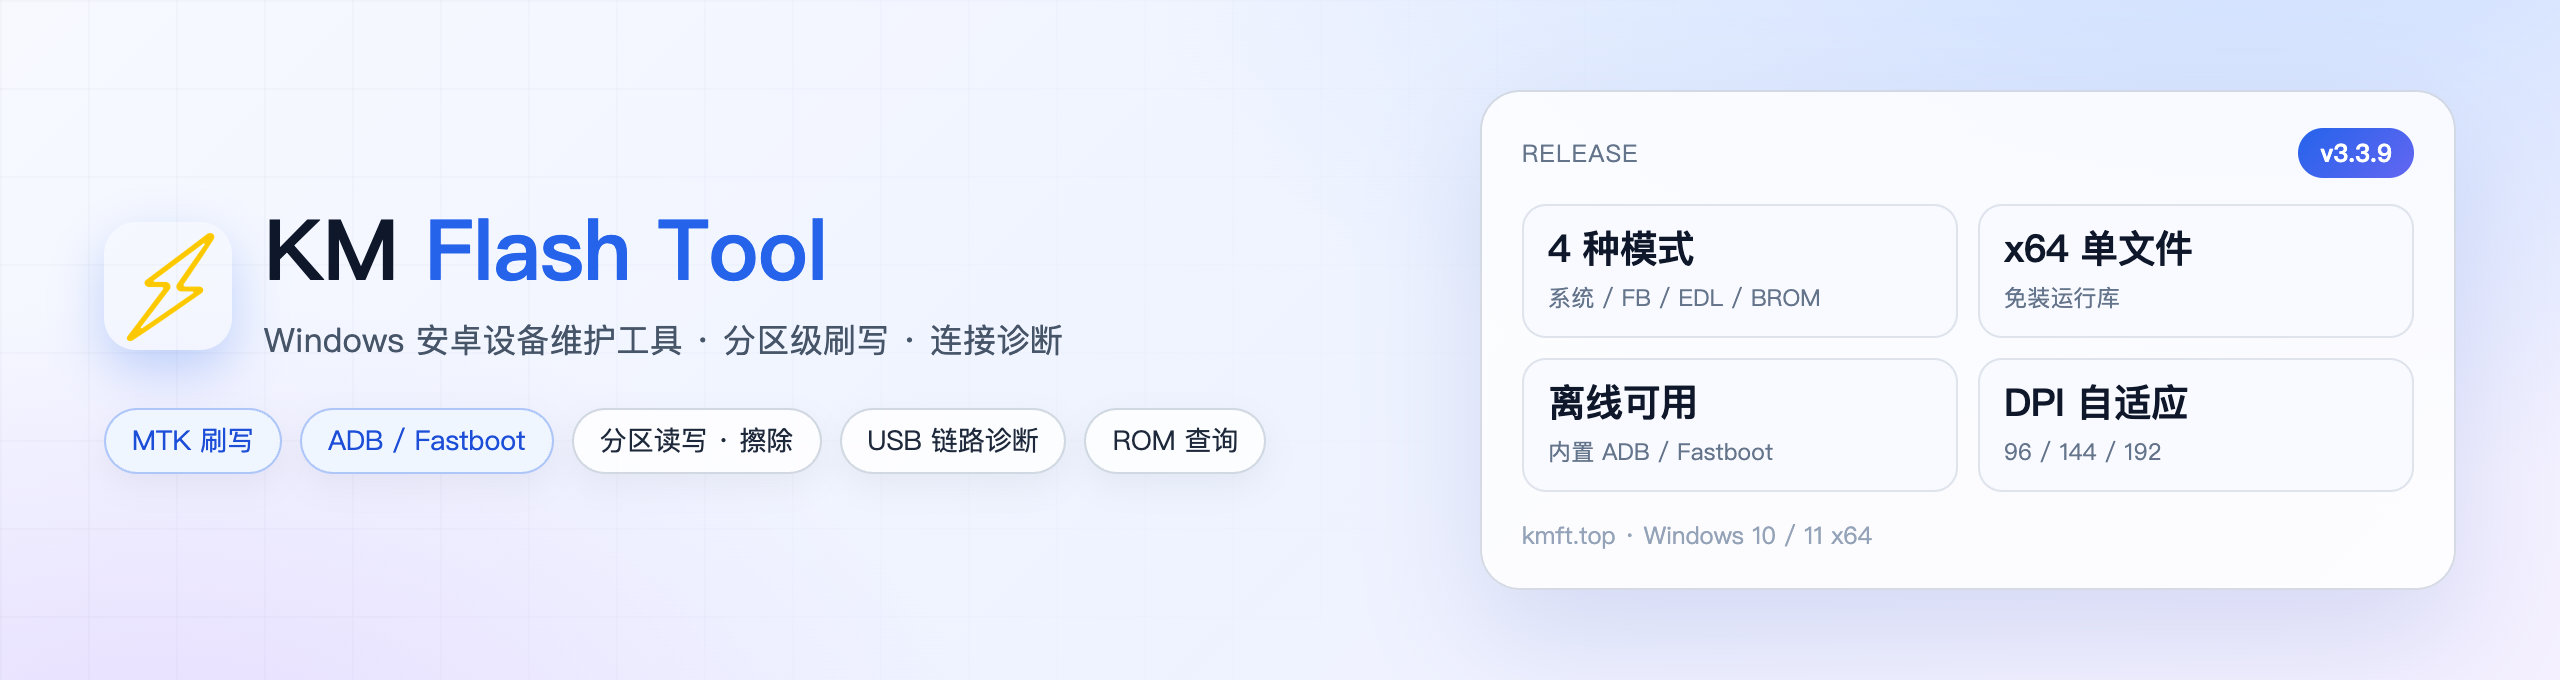 KM Flash Tool
Windows 安卓设备维护工具 · 分区级刷写 · 连接诊断
MTK 刷写
ADB / Fastboot
分区读写 · 擦除
USB 链路诊断
ROM 查询
RELEASE
v3.3.9
4 种模式
系统 / FB / EDL / BROM
x64 单文件
免装运行库
离线可用
内置 ADB / Fastboot
DPI 自适应
96 / 144 / 192
kmft.top · Windows 10 / 11 x64